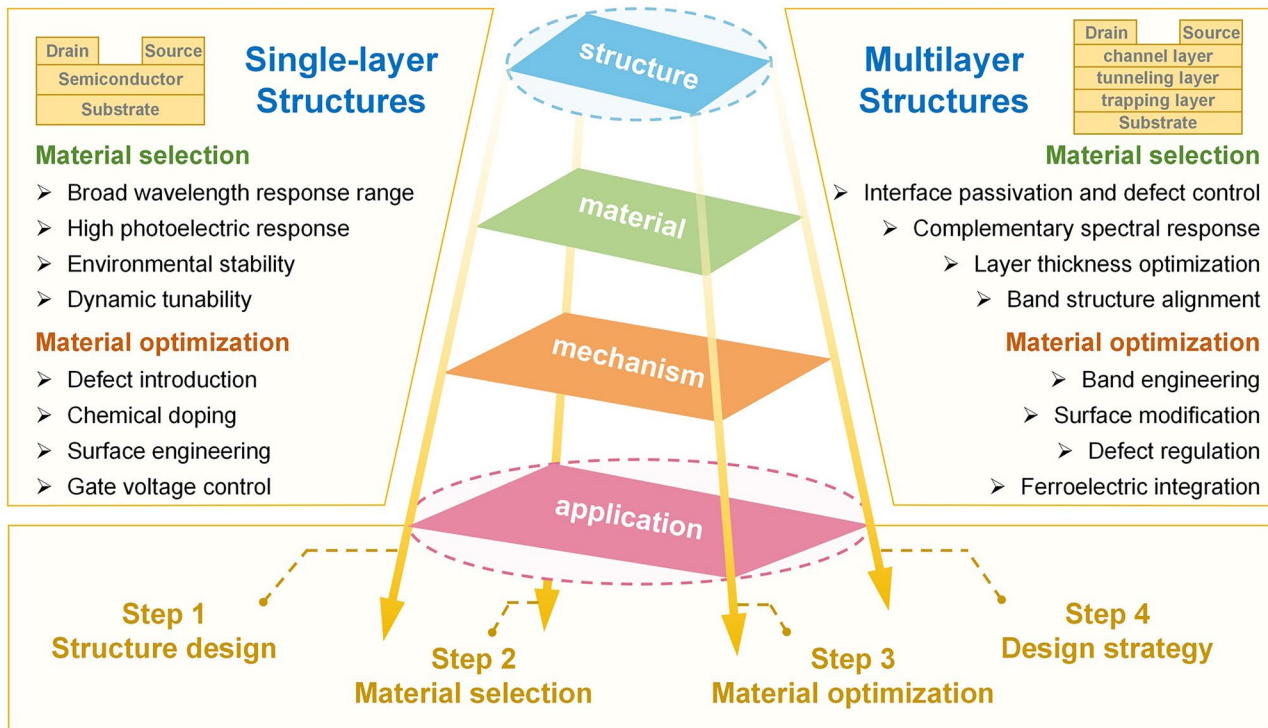 Drain
Source
Semiconductor
Substrate
Single-layer
Structures
Material selection
➢ Broad wavelength response range
➢ High photoelectric response
➢ Environmental stability
➢ Dynamic tunability
Material optimization
➢ Defect introduction
➢ Chemical doping
➢ Surface engineering
➢ Gate voltage control
structure
material
mechanism
application
Multilayer
Structures
Drain
Source
channel layer
tunneling layer
trapping layer
Substrate
Material selection
➢ Interface passivation and defect control
➢ Complementary spectral response
➢ Layer thickness optimization
➢ Band structure alignment
Material optimization
➢ Band engineering
➢ Surface modification
➢ Defect regulation
➢ Ferroelectric integration
Step 1
Structure design
Step 2
Material selection
Step 3
Material optimization
Step 4
Design strategy